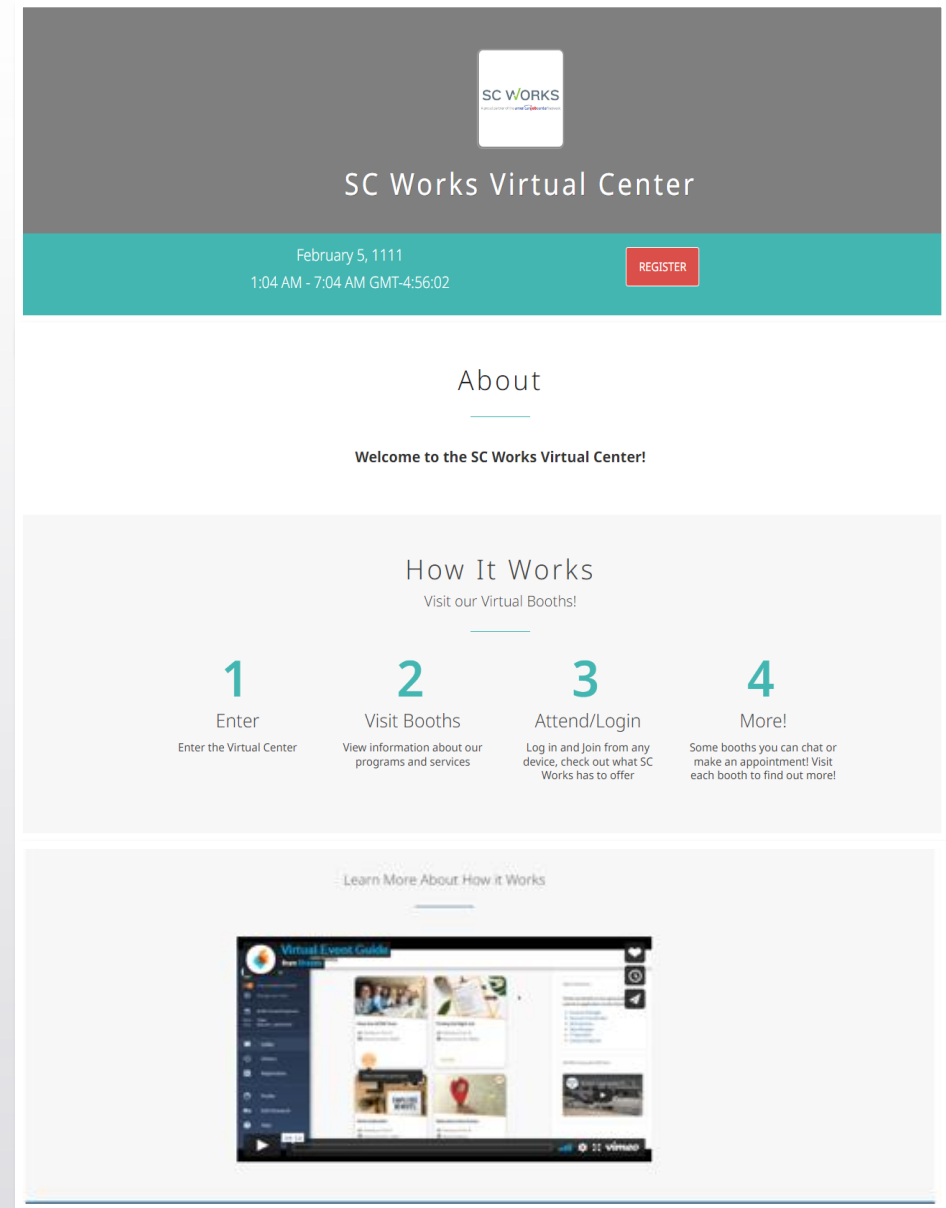 SC WORKS
SC Works Virtual Center
February 5, 1111
1:04 AM - 7:04 AM GMT-4:56:02
REGISTER
About
Welcome to the SC Works Virtual Center!
How It Works
Visit our Virtual Booths!
1
Enter
Enter the Virtual Center
2
Visit Booths
View information about our
programs and services
3
Attend/Login
Log in and Join from any
device, check out what SC
Works has to offer
4
More!
Some booths you can chat or
make an appointment! Visit
each booth to find out more!
Learn More About How it Works
Virtual Event Guide
from
vimeo